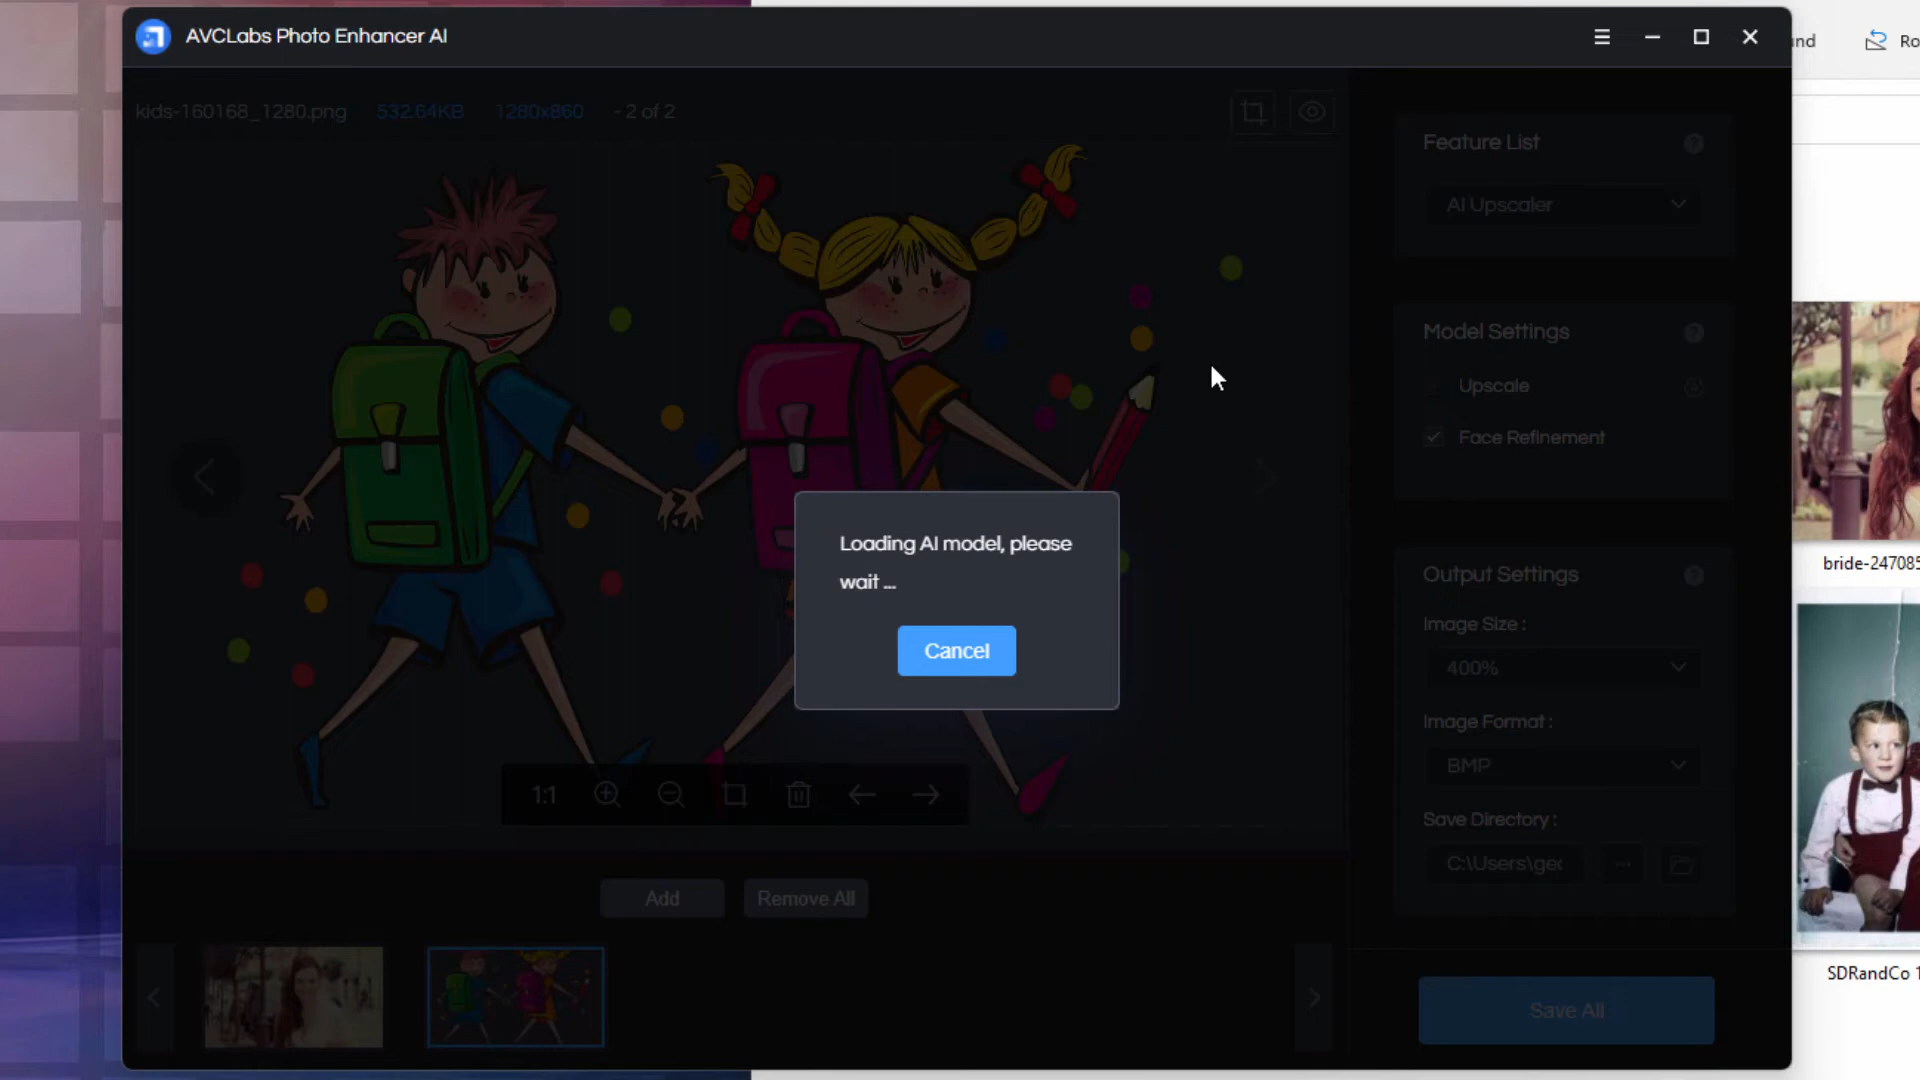 AVCLabs Photo Enhancer AI
kids-160168_1280.png 532.64KB 1280x860 - 2 of 2
Feature List
AI Upscaler
Model Settings
Upscale
Face Refinement
Loading AI model, please
wait ...
Cancel
Output Settings
Image Size :
400%
Image Format :
BMP
Save Directory :
C:\Users\gec
1:1
Add
Remove All
Save All
und
Ro
bride-247085
SDRandCo 1